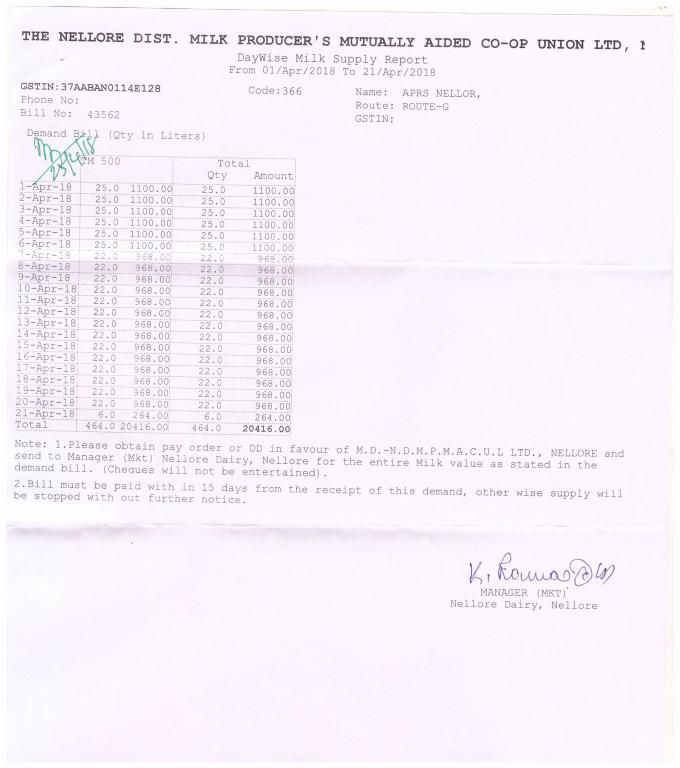 THE NELLORE DIST. MILK PRODUCER'S MUTUALLY AIDED CO-OP UNION LTD,
DayWise Milk Supply Report
From 01/Apr/2018 To 21/Apr/2018
GSTIN:37AABAN0114E128 Code:366 Name: APRS NELLOR,
Phone No: Route: ROUTE-G
Bill No: 43562 GSTIN:
Demand Bill (Qty in Liters)
TM 500 Total
Qty Amount
1-Apr-18 25.0 1100.00 25.0 1100.00
2-Apr-18 25.0 1100.00 25.0 1100.00
3-Apr-18 25.0 1100.00 25.0 1100.00
4-Apr-18 25.0 1100.00 25.0 1100.00
5-Apr-18 25.0 1100.00 25.0 1100.00
6-Apr-18 25.0 1100.00 25.0 1100.00
7-Apr-18 22.0 968.00 22.0 968.00
8-Apr-18 22.0 968.00 22.0 968.00
9-Apr-18 22.0 968.00 22.0 968.00
10-Apr-18 22.0 968.00 22.0 968.00
11-Apr-18 22.0 968.00 22.0 968.00
12-Apr-18 22.0 968.00 22.0 968.00
13-Apr-18 22.0 968.00 22.0 968.00
14-Apr-18 22.0 968.00 22.0 968.00
15-Apr-18 22.0 968.00 22.0 968.00
16-Apr-18 22.0 968.00 22.0 968.00
17-Apr-18 22.0 968.00 22.0 968.00
18-Apr-18 22.0 968.00 22.0 968.00
19-Apr-18 22.0 968.00 22.0 968.00
20-Apr-18 22.0 968.00 22.0 968.00
21-Apr-18 6.0 264.00 6.0 264.00
Total 464.0 20416.00 464.0 20416.00
Note: 1.Please obtain pay order or DD in favour of M.D.-N.D.M.P.M.A.C.U.L LTD., NELLORE and
send to Manager (Mkt) Nellore Dairy, Nellore for the entire Milk value as stated in the
demand bill. (Cheques will not be entertained).
2.Bill must be paid with in 15 days from the receipt of this demand, other wise supply will
be stopped with out further notice.
MANAGER (MKT)
Nellore Dairy, Nellore